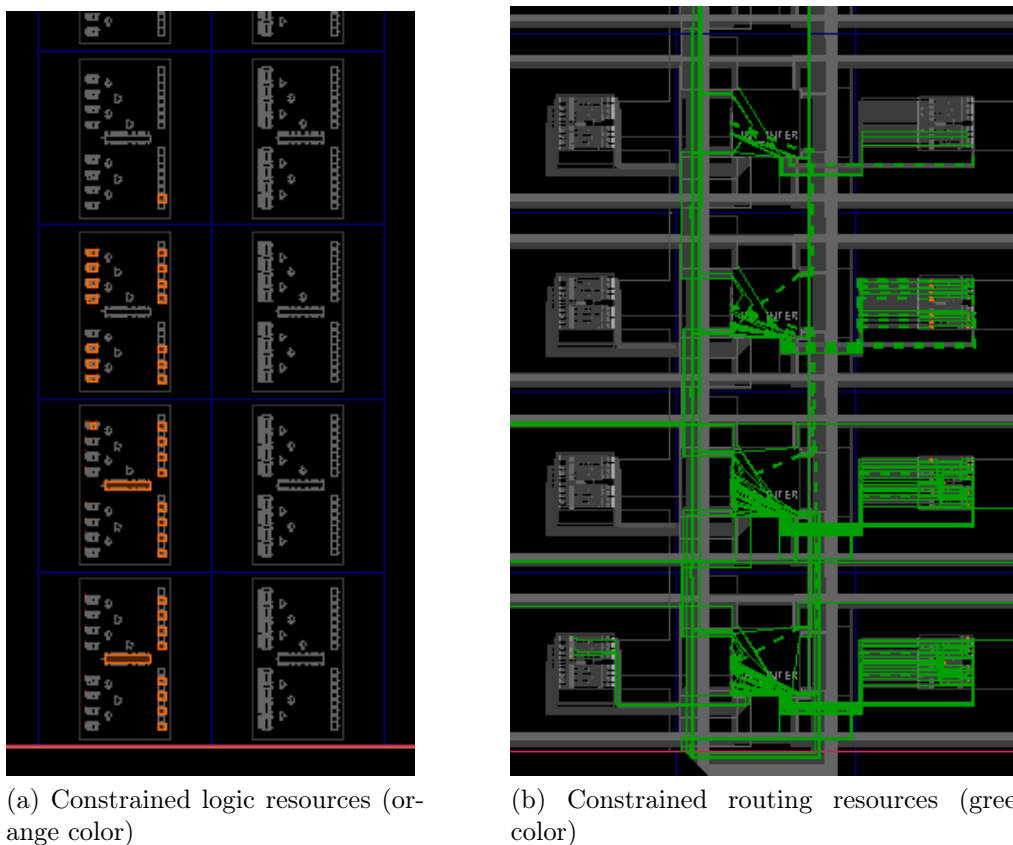 (a) Constrained logic resources (or-
ange color)
(b) Constrained routing resources (gree
color)